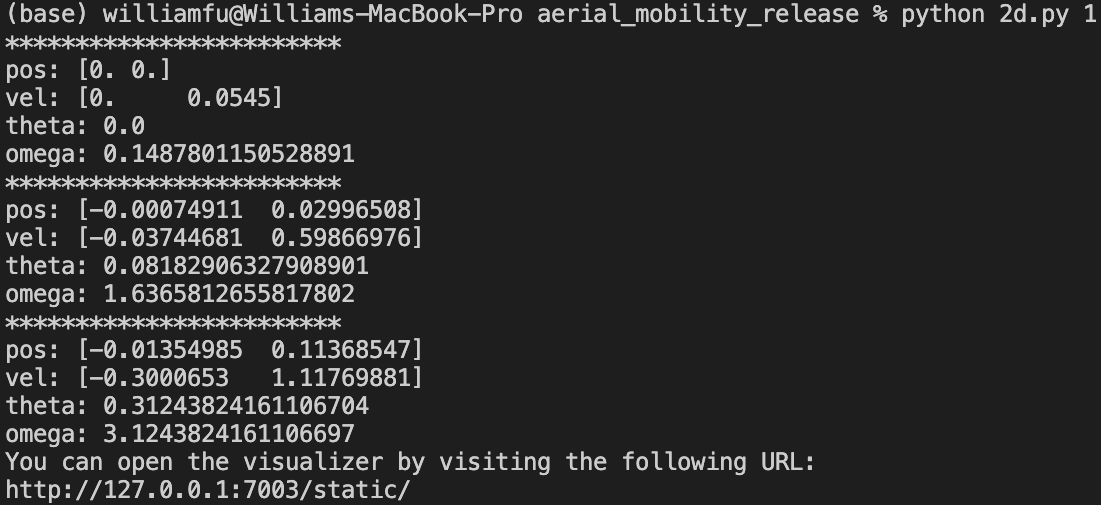 (base) williamfu@Williams-MacBook-Pro aerial_mobility_release % python 2d.py 1
************************
pos: [0. 0.]
vel: [0.     0.0545]
theta: 0.0
omega: 0.1487801150528891
************************
pos: [-0.00074911  0.02996508]
vel: [-0.03744681  0.59866976]
theta: 0.08182906327908901
omega: 1.6365812655817802
************************
pos: [-0.01354985  0.11368547]
vel: [-0.3000653   1.11769881]
theta: 0.31243824161106704
omega: 3.1243824161106697
You can open the visualizer by visiting the following URL:
http://127.0.0.1:7003/static/